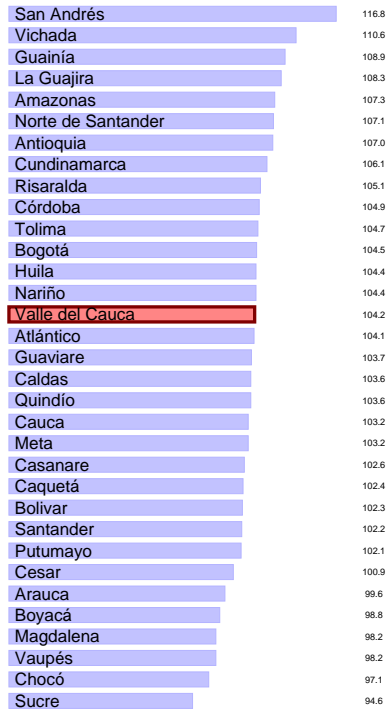 San Andrés 116.8
Vichada 110.6
Guainía 108.9
La Guajira 108.3
Amazonas 107.3
Norte de Santander 107.1
Antioquia 107.0
Cundinamarca 106.1
Risaralda 105.1
Córdoba 104.9
Tolima 104.7
Bogotá 104.5
Huila 104.4
Nariño 104.4
Valle del Cauca 104.2
Atlántico 104.1
Guaviare 103.7
Caldas 103.6
Quindío 103.6
Cauca 103.2
Meta 103.2
Casanare 102.6
Caquetá 102.4
Bolivar 102.3
Santander 102.2
Putumayo 102.1
Cesar 100.9
Arauca 99.6
Boyacá 98.8
Magdalena 98.2
Vaupés 98.2
Chocó 97.1
Sucre 94.6